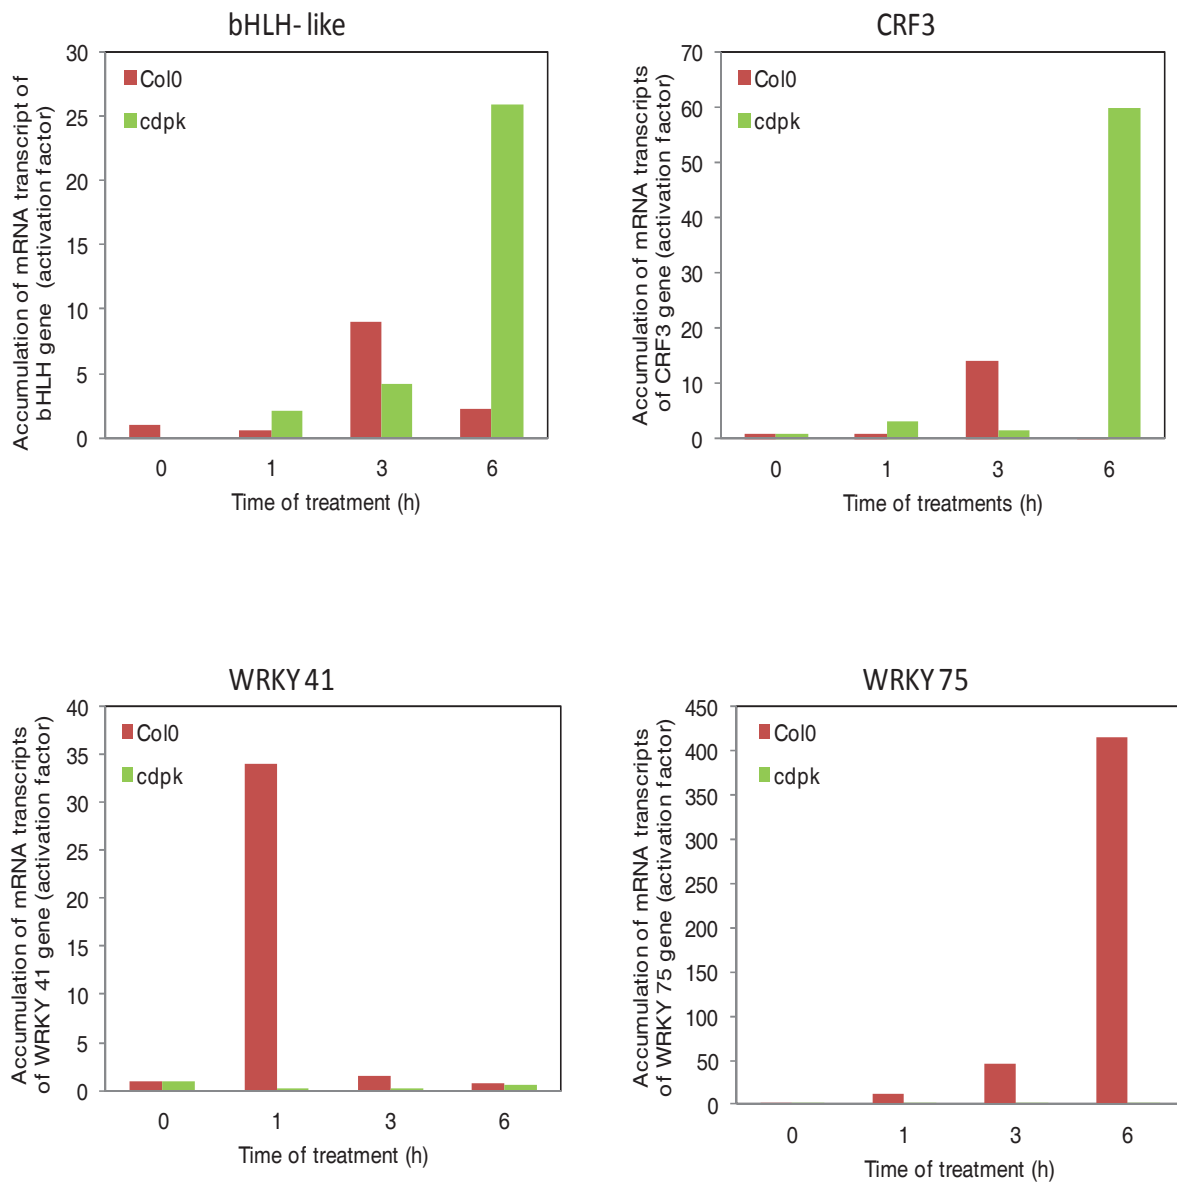 bHLH- like
Accumulation of mRNA transcript of
bHLH gene (activation factor)
30
25
20
15
10
5
0
Col0
cdpk
0 1 3 6
Time of treatment (h)
CRF3
Accumulation of mRNA transcripts
of CRF3 gene (activation factor)
70
60
50
40
30
20
10
0
Col0
cdpk
0 1 3 6
Time of treatments (h)
WRKY 41
Accumulation of mRNA transcripts
of WRKY 41 gene (activation factor)
40
35
30
25
20
15
10
5
0
Col0
cdpk
0 1 3 6
Time of treatment (h)
WRKY 75
Accumulation of mRNA transcripts
of WRKY 75 gene (activation factor)
450
400
350
300
250
200
150
100
50
0
Col0
cdpk
0 1 3 6
Time of treatment (h)